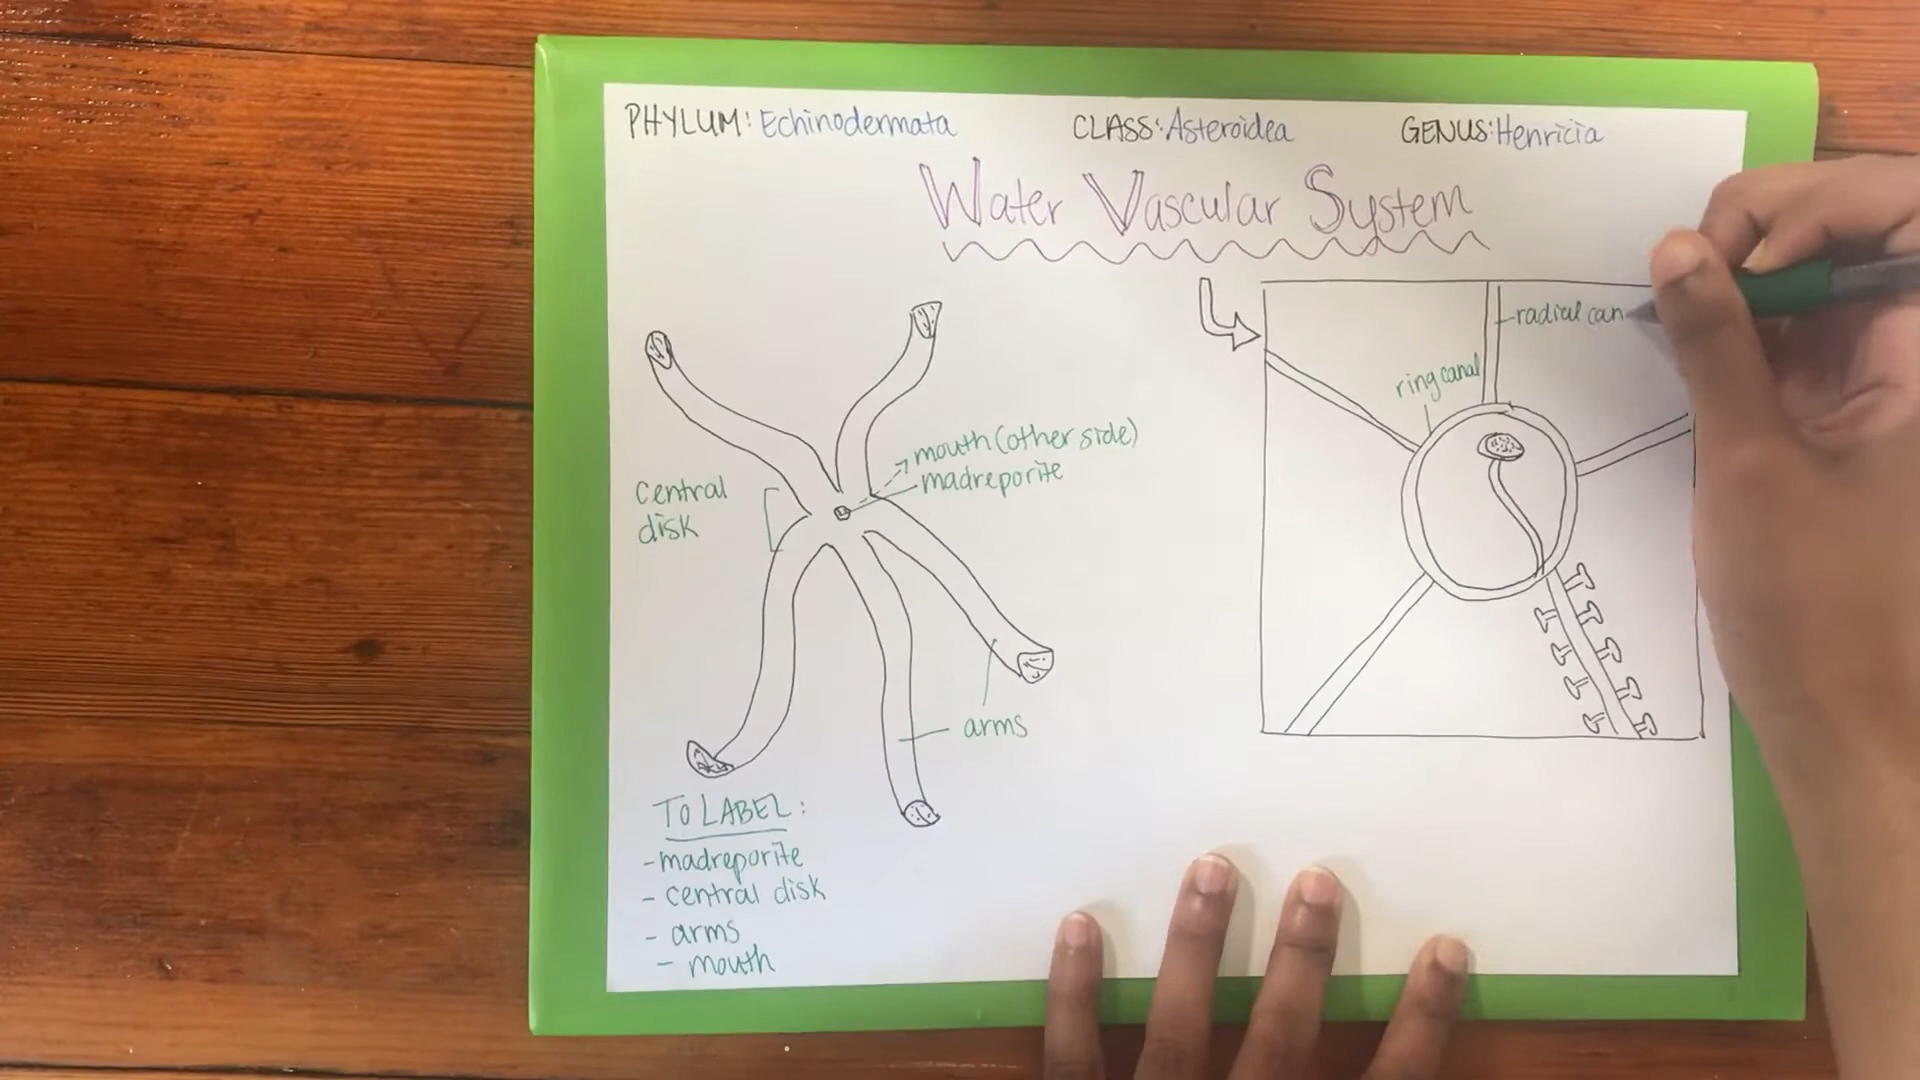 PHYLUM: Echinodermata CLASS: Asteroidea GENUS: Henricia
Water Vascular System
mouth (other side)
madreporite
central
disk
arms
TO LABEL:
- madreporite
- central disk
- arms
- mouth
radial can
ring canal